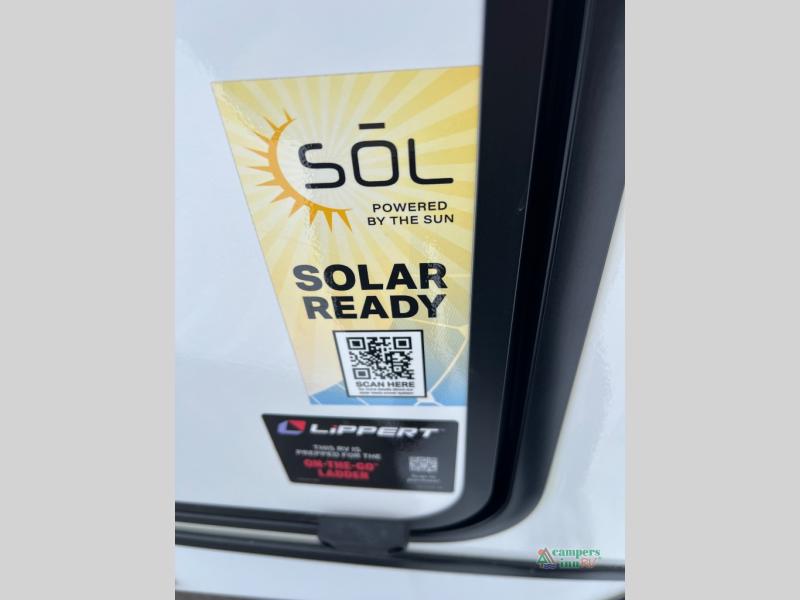 SŌL
POWERED
BY THE SUN
SOLAR
READY
SCAN HERE
LiPPERT
THIS RV IS
PREPPED FOR THE
ON-THE-GO
LADDER
campers
inn RV